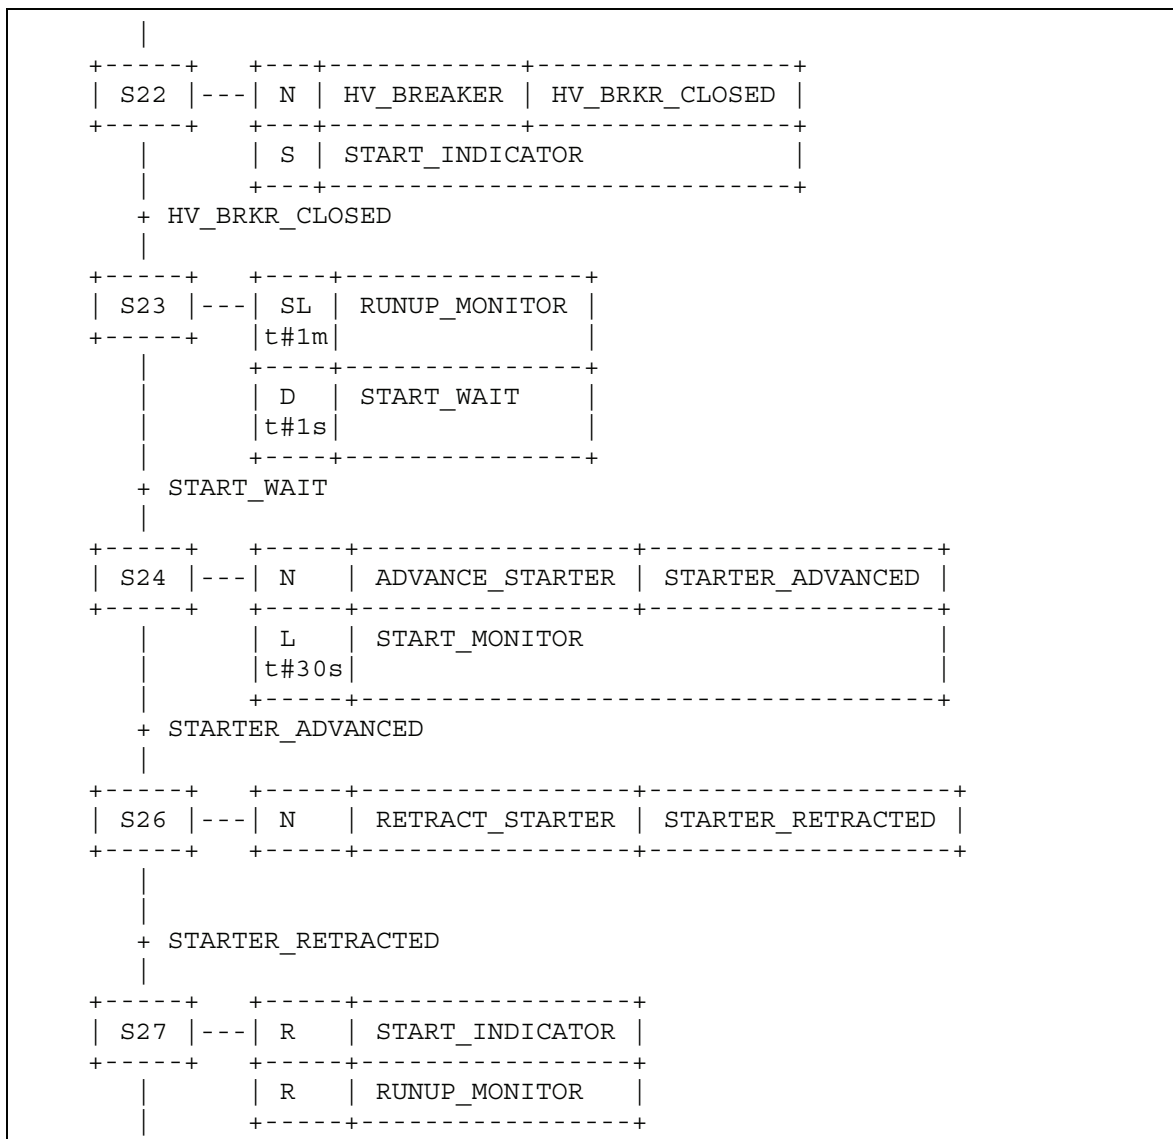 |
        +-----+   +---+------------+----------------+
        | S22 |---| N | HV_BREAKER | HV_BRKR_CLOSED |
        +-----+   +---+------------+----------------+
           |      | S | START_INDICATOR             |
           |      +---+-----------------------------+
           + HV_BRKR_CLOSED
           |
        +-----+   +----+---------------+
        | S23 |---| SL | RUNUP_MONITOR |
        +-----+   |t#1m|               |
           |      +----+---------------+
           |      | D  | START_WAIT    |
           |      |t#1s|               |
           |      +----+---------------+
           + START_WAIT
           |
        +-----+   +-----+-----------------+------------------+
        | S24 |---| N   | ADVANCE_STARTER | STARTER_ADVANCED |
        +-----+   +-----+-----------------+------------------+
           |      | L   | START_MONITOR                      |
           |      |t#30s|                                    |
           |      +-----+------------------------------------+
           + STARTER_ADVANCED
           |
        +-----+   +-----+-----------------+-------------------+
        | S26 |---| N   | RETRACT_STARTER | STARTER_RETRACTED |
        +-----+   +-----+-----------------+-------------------+
           |
           |
           + STARTER_RETRACTED
           |
        +-----+   +-----+-----------------+
        | S27 |---| R   | START_INDICATOR |
        +-----+   +-----+-----------------+
           |      | R   | RUNUP_MONITOR   |
           |      +-----+-----------------+